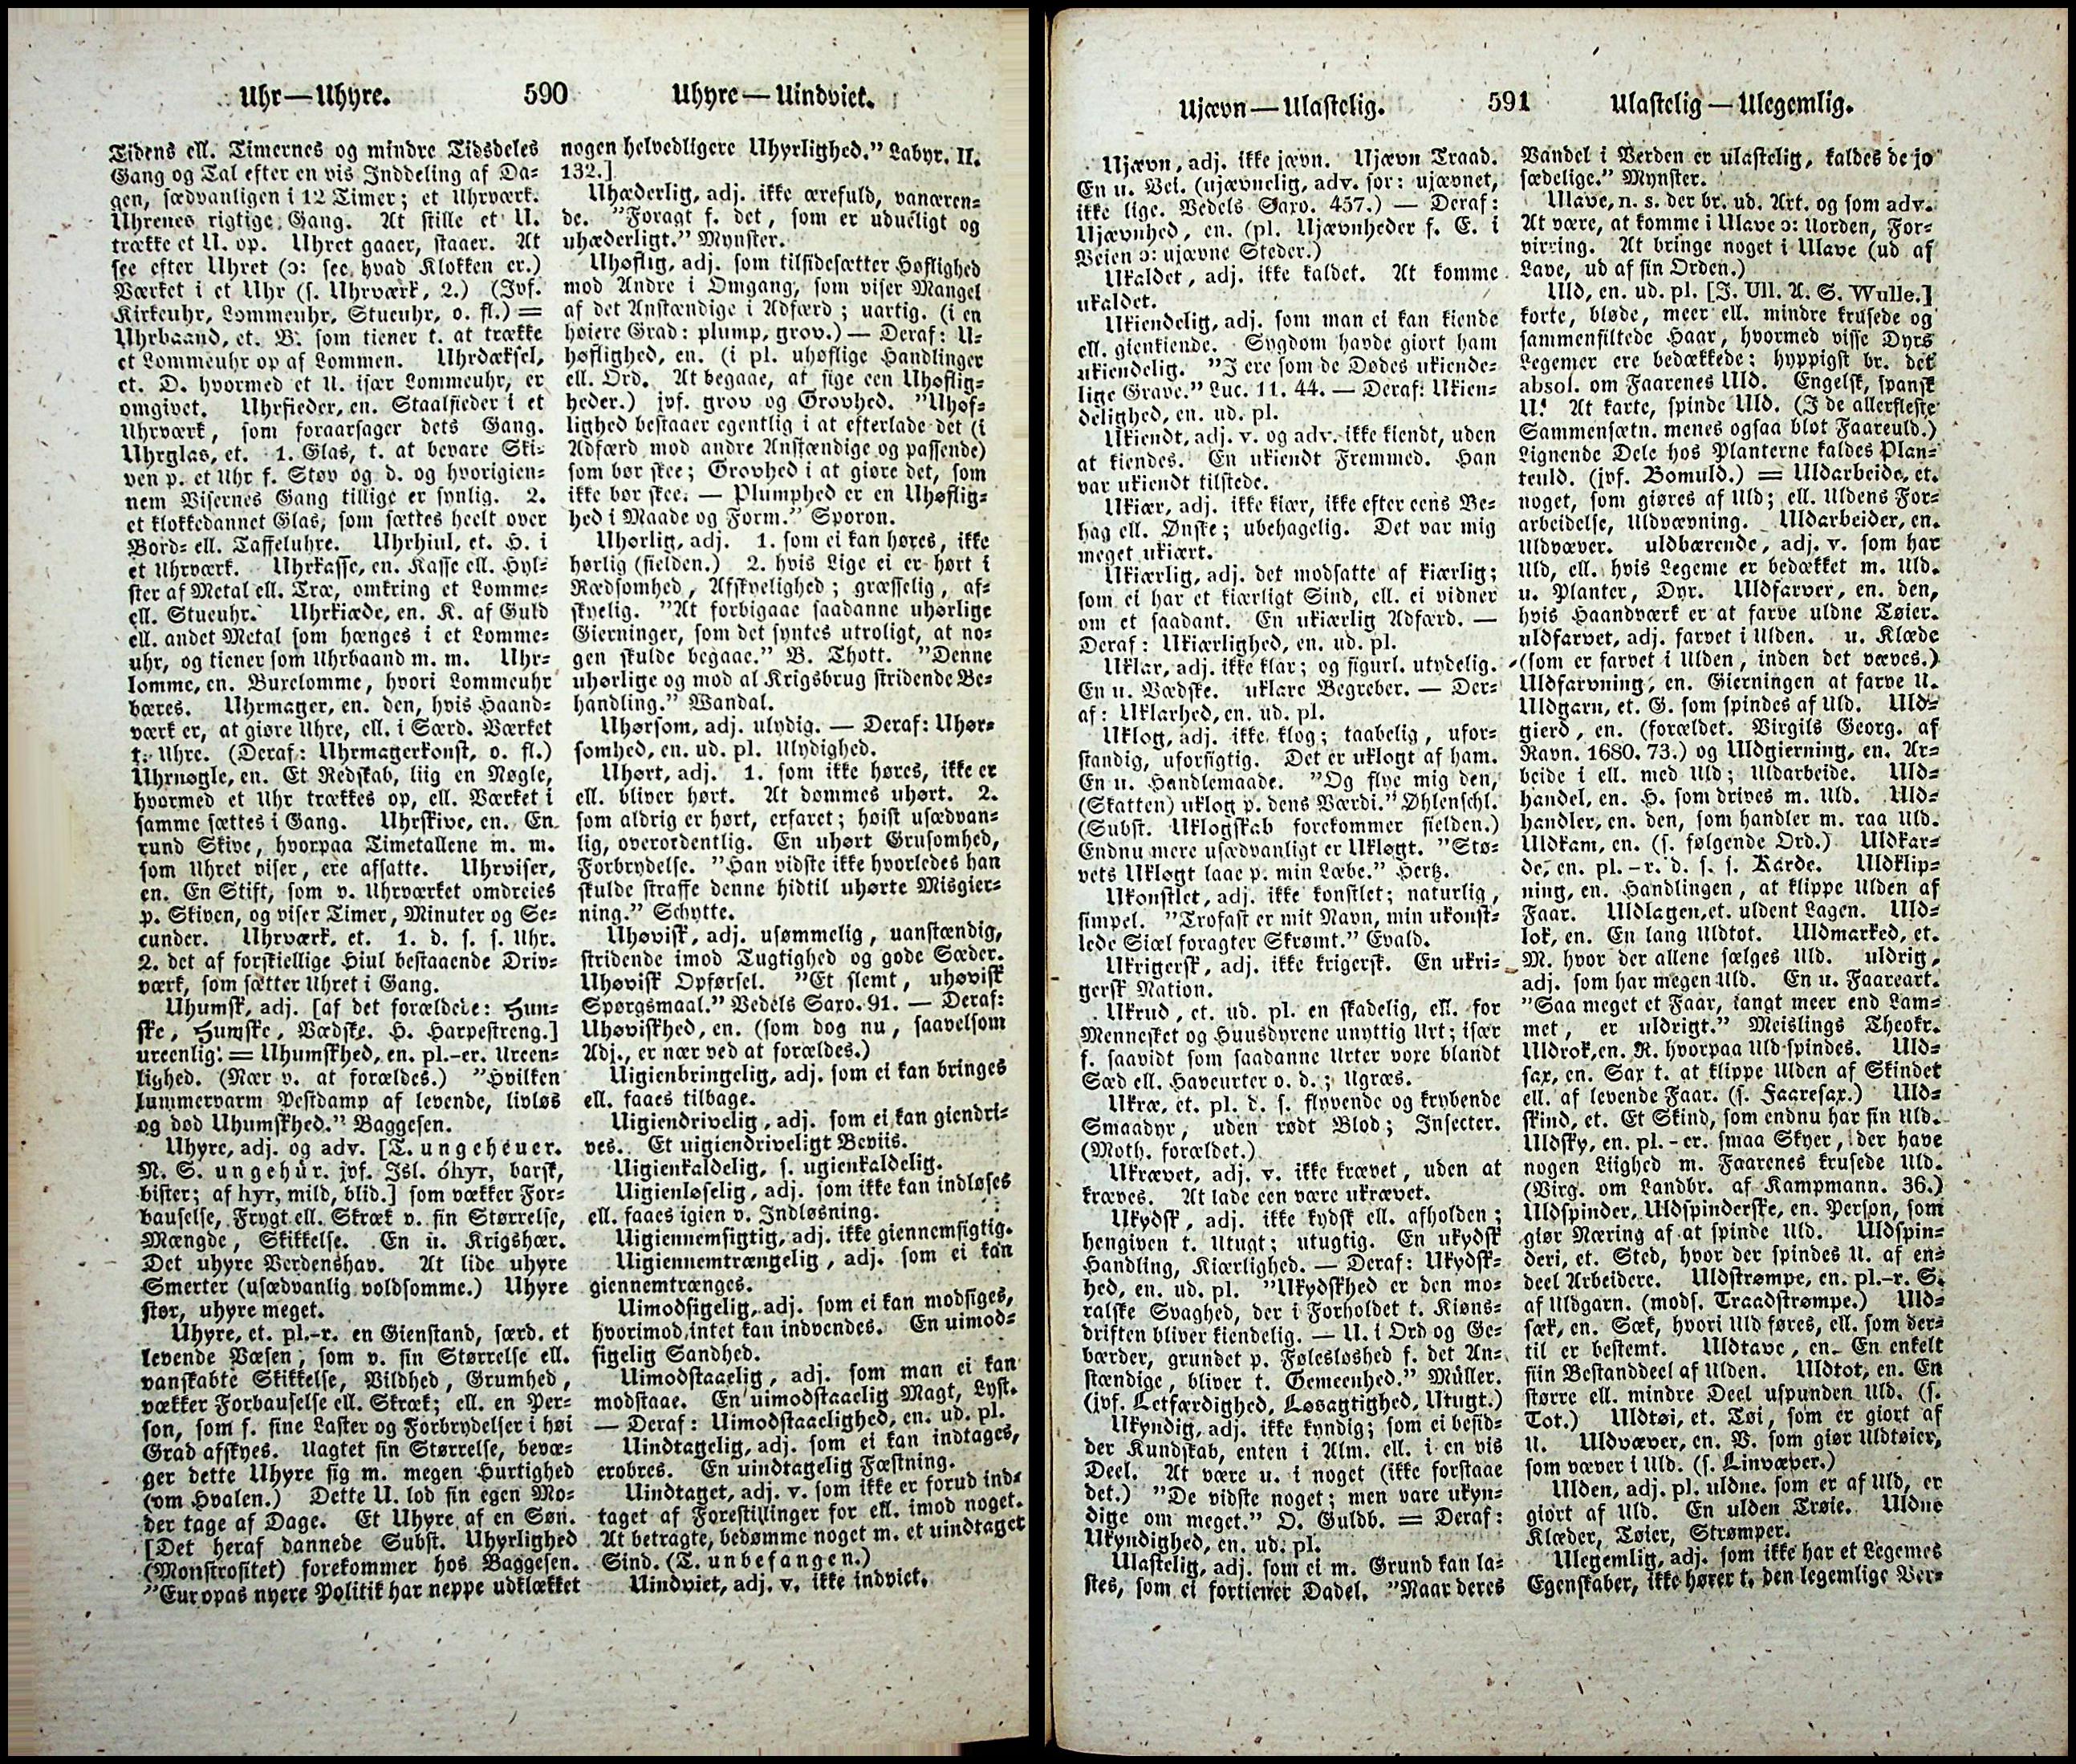 Uhr — Uhyre.
590
Uhyre — Uindviet.
Tidens ell. Timernes og mindre Tidsdeles
Gang og Tal efter en vis Inddeling af Da-
gen, sædvanligen i 12 Timer; et Uhrværk.
Uhrenes rigtige Gang. At stille et U.
trække et U. op. Uhret gaaer, staaer. At
see efter Uhret (ɔ: see hvad Klokken er.)
Værket i et Uhr (s. Uhrværk, 2.) (Jvf.
Kirkeuhr, Lommeuhr, Stueuhr, o. fl.) =
Uhrbaand, et. B. som tiener t. at trække
et Lommeuhr op af Lommen. Uhrdæksel,
et. D. hvormed et U. især Lommeuhr, er
omgivet. Uhrfieder, en. Staalfieder i et
Uhrværk, som foraarsager dets Gang.
Uhrglas, et. 1. Glas, t. at bevare Ski-
ven p. et Uhr f. Støv og d. og hvorigien-
nem Visernes Gang tillige er synlig. 2.
et klokkedannet Glas, som sættes heelt over
Bord- ell. Taffeluhre. Uhrhiul, et. H. i
et Uhrværk. Uhrkasse, en. Kasse ell. Hyl-
ster af Metal ell. Træ, omkring et Lomme-
ell. Stueuhr. Uhrkiæde, en. K. af Guld
ell. andet Metal som hænges i et Lomme-
uhr, og tiener som Uhrbaand m. m. Uhr-
lomme, en. Buxelomme, hvori Lommeuhr
bæres. Uhrmager, en. den, hvis Haand-
værk er, at giøre Uhre, ell. i Særd. Værket
t. Uhre. (Deraf: Uhrmagerkonst, o. fl.)
Uhrnøgle, en. Et Redskab, liig en Nøgle,
hvormed et Uhr trækkes op, ell. Værket i
samme sættes i Gang. Uhrskive, en. En
rund Skive, hvorpaa Timetallene m. m.
som Uhret viser, ere afsatte. Uhrviser,
en. En Stift, som v. Uhrværket omdreies
p. Skiven, og viser Timer, Minuter og Se-
cunder. Uhrværk, et. 1. d. s. s. Uhr.
2. det af forskiellige Hiul bestaaende Driv-
værk, som sætter Uhret i Gang.
Uhumsk, adj. [af det forældede: Hun-
ske, Humske, Vædske. H. Harpestreng.]
ureenlig. = Uhumskhed, en. pl.-er. Ureen-
lighed. (Nær v. at forældes.) "Hvilken
lummervarm Pestdamp af levende, livløs
og død Uhumskhed." Baggesen.
Uhyre, adj. og adv. [T. ungeheuer.
N. S. ungehür. jvf. Isl. óhyr, barsk,
bister; af hyr, mild, blid.] som vækker For-
bauselse, Frygt ell. Skræk v. sin Størrelse,
Mængde, Skikkelse. En u. Krigshær.
Det uhyre Verdenshav. At lide uhyre
Smerter (usædvanlig voldsomme.) Uhyre
stor, uhyre meget.
Uhyre, et. pl.-r. en Gienstand, særd. et
levende Væsen, som v. sin Størrelse ell.
vanskabte Skikkelse, Vildhed, Grumhed,
vækker Forbauselse ell. Skræk; ell. en Per-
son, som f. sine Laster og Forbrydelser i høi
Grad afskyes. Uagtet sin Størrelse, bevæ-
ger dette Uhyre sig m. megen Hurtighed
(om Hvalen.) Dette U. lod sin egen Mo-
der tage af Dage. Et Uhyre af en Søn.
[Det heraf dannede Subst. Uhyrlighed
(Monstrositet) forekommer hos Baggesen.
"Europas nyere Politik har neppe udklækket
nogen helvedligere Uhyrlighed." Labyr. II.
132.]
Uhæderlig, adj. ikke ærefuld, vanæren-
de. "Foragt f. det, som er uduéligt og
uhæderligt." Mynster.
Uhøflig, adj. som tilsidesætter Høflighed
mod Andre i Omgang, som viser Mangel
af det Anstændige i Adfærd; uartig. (i en
høiere Grad: plump, grov.) — Deraf: U-
høflighed, en. (i pl. uhøflige Handlinger
ell. Ord. At begaae, at sige een Uhøflig-
heder.) jvf. grov og Grovhed. "Uhøf-
lighed bestaaer egentlig i at efterlade det (i
Adfærd mod andre Anstændige og passende)
som bør skee; Grovhed i at giøre det, som
ikke bør skee. — Plumphed er en Uhøflig-
hed i Maade og Form." Sporon.
Uhørlig, adj. 1. som ei kan høres, ikke
hørlig (sielden.) 2. hvis Lige ei er hørt i
Rædsomhed, Afskyelighed; græsselig, af-
skyelig. "At forbigaae saadanne uhørlige
Gierninger, som det syntes utroligt, at no-
gen skulde begaae." B. Thott. "Denne
uhørlige og mod al Krigsbrug stridende Be-
handling." Wandal.
Uhørsom, adj. ulydig. — Deraf: Uhør-
somhed, en. ud. pl. Ulydighed.
Uhørt, adj. 1. som ikke høres, ikke er
ell. bliver hørt. At dømmes uhørt. 2.
som aldrig er hørt, erfaret; høist usædvan-
lig, overordentlig. En uhørt Grusomhed,
Forbrydelse. "Han vidste ikke hvorledes han
skulde straffe denne hidtil uhørte Misgier-
ning." Schytte.
Uhøvisk, adj. usømmelig, uanstændig,
stridende imod Tugtighed og gode Sæder.
Uhøvisk Opførsel. "Et slemt, uhøvisk
Spørgsmaal." Vedels Saxo. 91. — Deraf:
Uhøviskhed, en. (som dog nu, saavelsom
Adj., er nær ved at forældes.)
Uigienbringelig, adj. som ei kan bringes
ell. faaes tilbage.
Uigiendrivelig, adj. som ei kan giendri-
ves. Et uigiendriveligt Beviis.
Uigienkaldelig, s. ugienkaldelig.
Uigienløselig, adj. som ikke kan indløses
ell. faaes igien v. Indløsning.
Uigiennemsigtig, adj. ikke giennemsigtig.
Uigiennemtrængelig, adj. som ei kan
giennemtrænges.
Uimodsigelig, adj. som ei kan modsiges,
hvorimod intet kan indvendes. En uimod-
sigelig Sandhed.
Uimodstaaelig, adj. som man ei kan
modstaae. En uimodstaaelig Magt, Lyst.
— Deraf: Uimodstaaelighed, en. ud. pl.
Uindtagelig, adj. som ei kan indtages,
erobres. En uindtagelig Fæstning.
Uindtaget, adj. v. som ikke er forud ind-
taget af Forestillinger for ell. imod noget.
At betragte, bedømme noget m. et uindtaget
Sind. (T. unbefangen.)
Uindviet, adj. v. ikke indviet.
Ujævn — Ulastelig.
591
Ulastelig — Ulegemlig.
Ujævn, adj. ikke jævn. Ujævn Traad.
En u. Vei. (ujævnelig, adv. for: ujævnet,
ikke lige. Vedels Saxo. 457.) — Deraf:
Ujævnhed, en. (pl. Ujævnheder f. E. i
Veien ɔ: ujævne Steder.)
Ukaldet, adj. ikke kaldet. At komme
ukaldet.
Ukiendelig, adj. som man ei kan kiende
ell. gienkiende. Sygdom havde giort ham
ukiendelig. "I ere som de Dødes ukiende-
lige Grave." Luc. 11. 44. — Deraf: Ukien-
delighed, en. ud. pl.
Ukiendt, adj. v. og adv. ikke kiendt, uden
at kiendes. En ukiendt Fremmed. Han
var ukiendt tilstede.
Ukiær, adj. ikke kiær, ikke efter eens Be-
hag ell. Ønske; ubehagelig. Det var mig
meget ukiært.
Ukiærlig, adj. det modsatte af kiærlig;
som ei har et kiærligt Sind, ell. ei vidner
om et saadant. En ukiærlig Adfærd. —
Deraf: Ukiærlighed, en. ud. pl.
Uklar, adj. ikke klar; og figurl. utydelig.
En u. Vædske. uklare Begreber. — Der-
af: Uklarhed, en. ud. pl.
Uklog, adj. ikke klog; taabelig, ufor-
standig, uforsigtig. Det er uklogt af ham.
En u. Handlemaade. "Og flye mig den,
(Skatten) uklog p. dens Værdi." Øhlenschl.
(Subst. Uklogskab forekommer sielden.)
Endnu mere usædvanligt er Ukløgt. "Stø-
vets Ukløgt laae p. min Læbe." Hertz.
Ukonstlet, adj. ikke konstlet; naturlig,
simpel. "Trofast er mit Navn, min ukonst-
lede Siæl foragter Skrømt." Evald.
Ukrigersk, adj. ikke krigersk. En ukri-
gersk Nation.
Ukrud, et. ud. pl. en skadelig, ell. for
Mennesket og Huusdyrene unyttig Urt; især
f. saavidt som saadanne Urter voxe blandt
Sæd ell. Haveurter o. d.; Ugræs.
Ukræ, et. pl. d. s. flyvende og krybende
Smaadyr, uden rødt Blod; Insecter.
(Moth. forældet.)
Ukrævet, adj. v. ikke krævet, uden at
kræves. At lade een være ukrævet.
Ukydsk, adj. ikke kydsk ell. afholden;
hengiven t. Utugt; utugtig. En ukydsk
Handling, Kiærlighed. — Deraf: Ukydsk-
hed, en. ud. pl. "Ukydskhed er den mo-
ralske Svaghed, der i Forholdet t. Kiøns-
driften bliver kiendelig. — U. i Ord og Ge-
bærder, grundet p. Følesløshed f. det An-
stændige, bliver t. Gemeenhed." Müller.
(jvf. Letfærdighed, Løsagtighed, Utugt.)
Ukyndig, adj. ikke kyndig; som ei besid-
der Kundskab, enten i Alm. ell. i en vis
Deel. At være u. i noget (ikke forstaae
det.) "De vidste noget; men vare ukyn-
dige om meget." O. Guldb. = Deraf:
Ukyndighed, en. ud. pl.
Ulastelig, adj. som ei m. Grund kan la-
stes, som ei fortiener Dadel. "Naar deres
Vandel i Verden er ulastelig, kaldes de jo
sædelige." Mynster.
Ulave, n. s. der br. ud. Art. og som adv.
At være, at komme i Ulave ɔ: Uorden, For-
virring. At bringe noget i Ulave (ud af
Lave, ud af sin Orden.)
Uld, en. ud. pl. [J. Ull. A. S. Wulle.]
korte, bløde, meer ell. mindre krusede og
sammenfiltede Haar, hvormed visse Dyrs
Legemer ere bedækkede; hyppigst br. det
absol. om Faarenes Uld. Engelsk, spansk
U. At karte, spinde Uld. (I de allerfleste
Sammensætn. menes ogsaa blot Faareuld.)
Lignende Dele hos Planterne kaldes Plan-
teuld. (jvf. Bomuld.) = Uldarbeide, et.
noget, som giøres af Uld; ell. Uldens For-
arbeidelse, Uldvævning. Uldarbeider, en.
Uldvæver. uldbærende, adj. v. som har
Uld, ell. hvis Legeme er bedækket m. Uld.
u. Planter, Dyr. Uldfarver, en. den,
hvis Haandværk er at farve uldne Tøier.
uldfarvet, adj. farvet i Ulden. u. Klæde
(som er farvet i Ulden, inden det væves.)
Uldfarvning, en. Gierningen at farve U.
Uldgarn, et. G. som spindes af Uld. Uld-
gierd, en. (forældet. Virgils Georg. af
Ravn. 1680. 73.) og Uldgierning, en. Ar-
beide i ell. med Uld; Uldarbeide. Uld-
handel, en. H. som drives m. Uld. Uld-
handler, en. den, som handler m. raa Uld.
Uldkam, en. (s. følgende Ord.) Uldkar-
de, en. pl.-r. d. s. s. Karde. Uldklip-
ning, en. Handlingen, at klippe Ulden af
Faar. Uldlagen, et. uldent Lagen. Uld-
lok, en. En lang Uldtot. Uldmarked, et.
M. hvor der allene sælges Uld. uldrig,
adj. som har megen Uld. En u. Faareart.
"Saa meget et Faar, langt meer end Lam-
met, er uldrigt." Meislings Theokr.
Uldrok, en. R. hvorpaa Uld spindes. Uld-
sax, en. Sax t. at klippe Ulden af Skindet
ell. af levende Faar. (s. Faaresax.) Uld-
skind, et. Et Skind, som endnu har sin Uld.
Uldsky, en. pl.-er. smaa Skyer, der have
nogen Liighed m. Faarenes krusede Uld.
(Virg. om Landbr. af Kampmann. 36.)
Uldspinder, Uldspinderske, en. Person, som
giør Næring af at spinde Uld. Uldspin-
deri, et. Sted, hvor der spindes U. af en-
deel Arbeidere. Uldstrømpe, en. pl.-r. S.
af Uldgarn. (mods. Traadstrømpe.) Uld-
sæk, en. Sæk, hvori Uld føres, ell. som der-
til er bestemt. Uldtave, en. En enkelt
fiin Bestanddeel af Ulden. Uldtot, en. En
større ell. mindre Deel uspunden Uld. (s.
Tot.) Uldtøi, et. Tøi, som er giort af
U. Uldvæver, en. V. som giør Uldtøier,
som væver i Uld. (s. Linvæver.)
Ulden, adj. pl. uldne. som er af Uld, er
giort af Uld. En ulden Trøie. Uldne
Klæder, Tøier, Strømper.
Ulegemlig, adj. som ikke har et Legemes
Egenskaber, ikke hører t. den legemlige Ver-